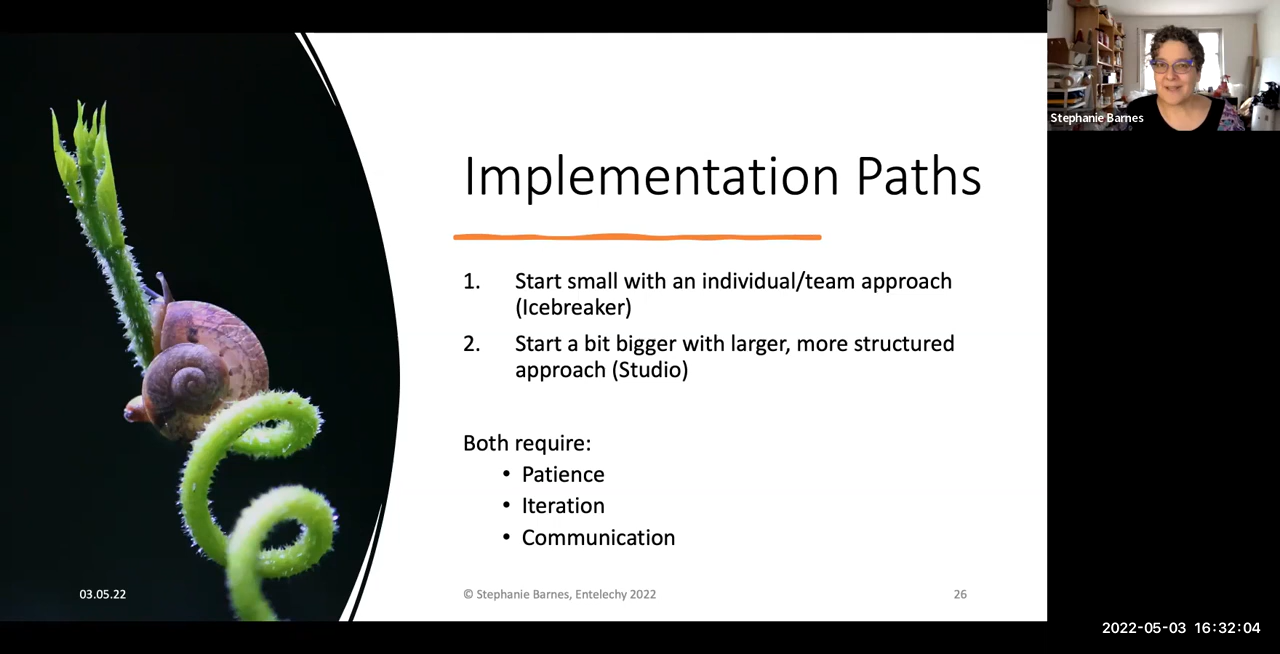 Stephanie Barnes
Implementation Paths
1. Start small with an individual/team approach
(Icebreaker)
2. Start a bit bigger with larger, more structured
approach (Studio)
Both require:
• Patience
• Iteration
• Communication
03.05.22
© Stephanie Barnes, Entelechy 2022
26
2022-05-03 16:32:04